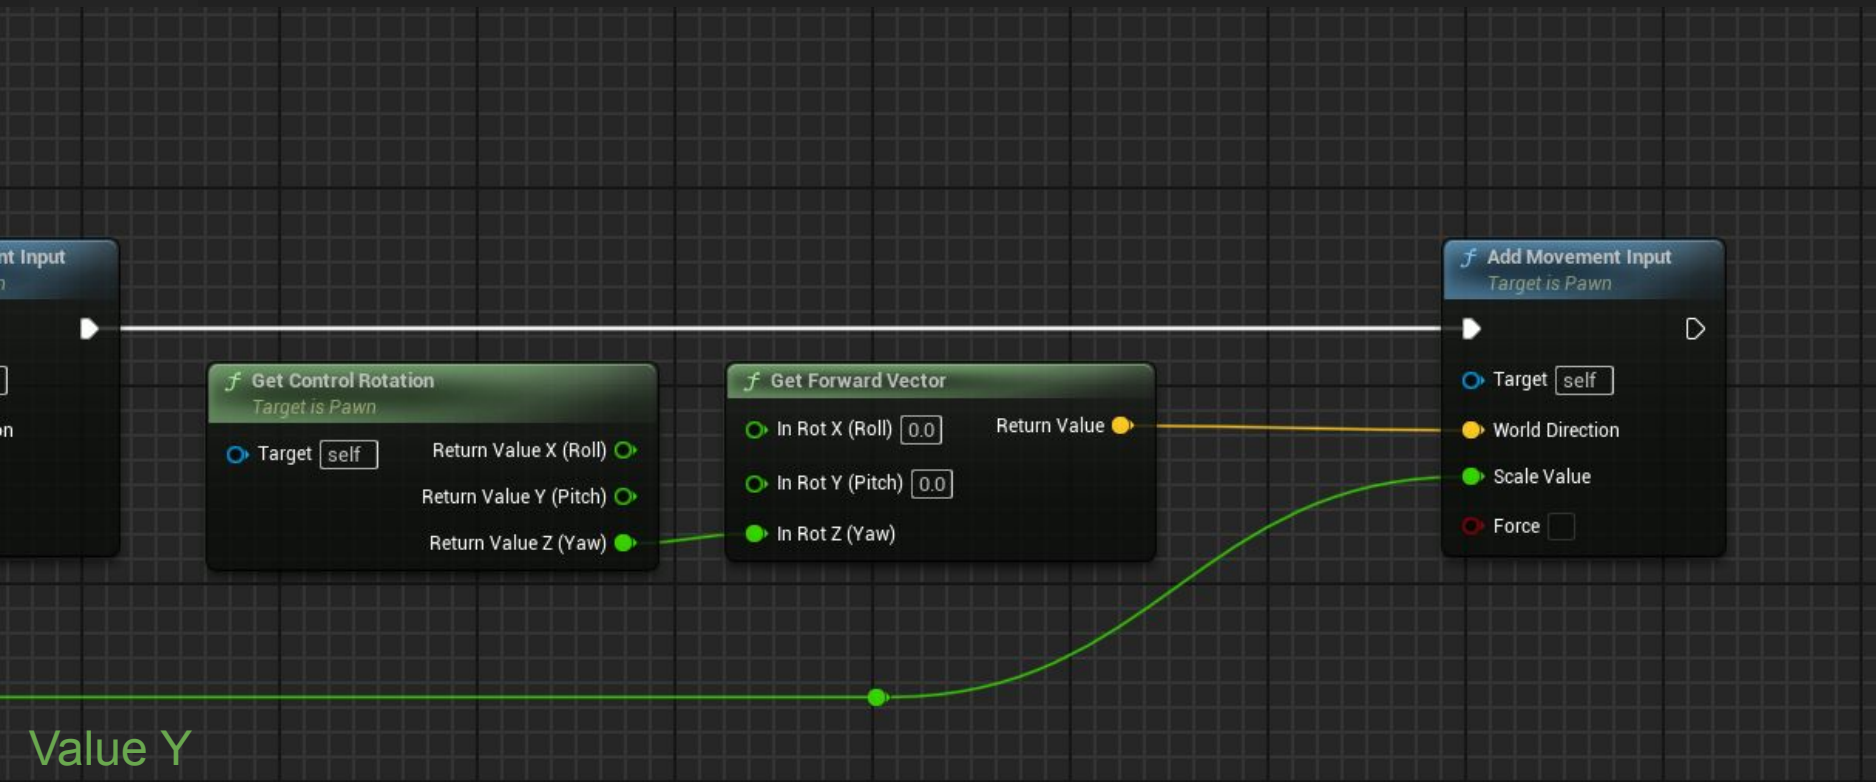 nt Input
n
on
Get Control Rotation
Target is Pawn
Target self
Return Value X (Roll)
Return Value Y (Pitch)
Return Value Z (Yaw)
Get Forward Vector
In Rot X (Roll) 0.0
Return Value
In Rot Y (Pitch) 0.0
In Rot Z (Yaw)
Add Movement Input
Target is Pawn
Target self
World Direction
Scale Value
Force
Value Y